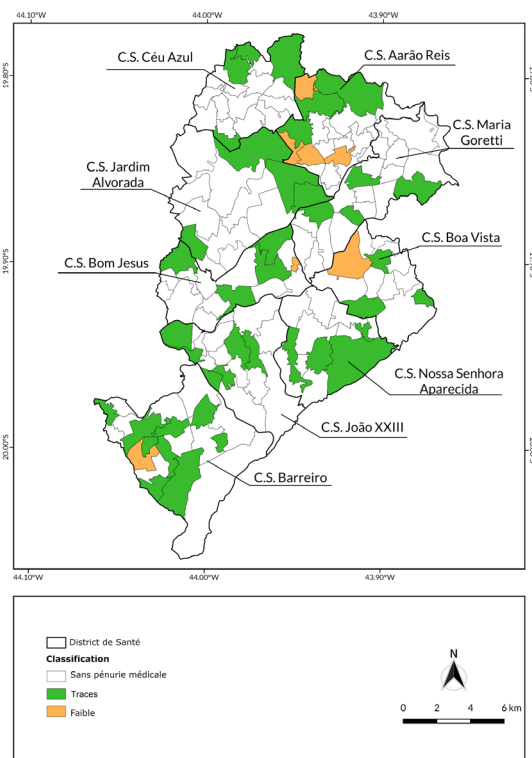 44.10°W 44.00°W 43.90°W
19.80°S
19.90°S
20.00°S
C.S. Céu Azul
C.S. Aarão Reis
C.S. Maria
Goretti
C.S. Jardim
Alvorada
C.S. Boa Vista
C.S. Bom Jesus
C.S. Nossa Senhora
Aparecida
C.S. João XXIII
C.S. Barreiro
44.10°W 44.00°W 43.90°W
District de Santé
Classification
Sans pénurie médicale
Traces
Faible
N
0 2 4 6 km